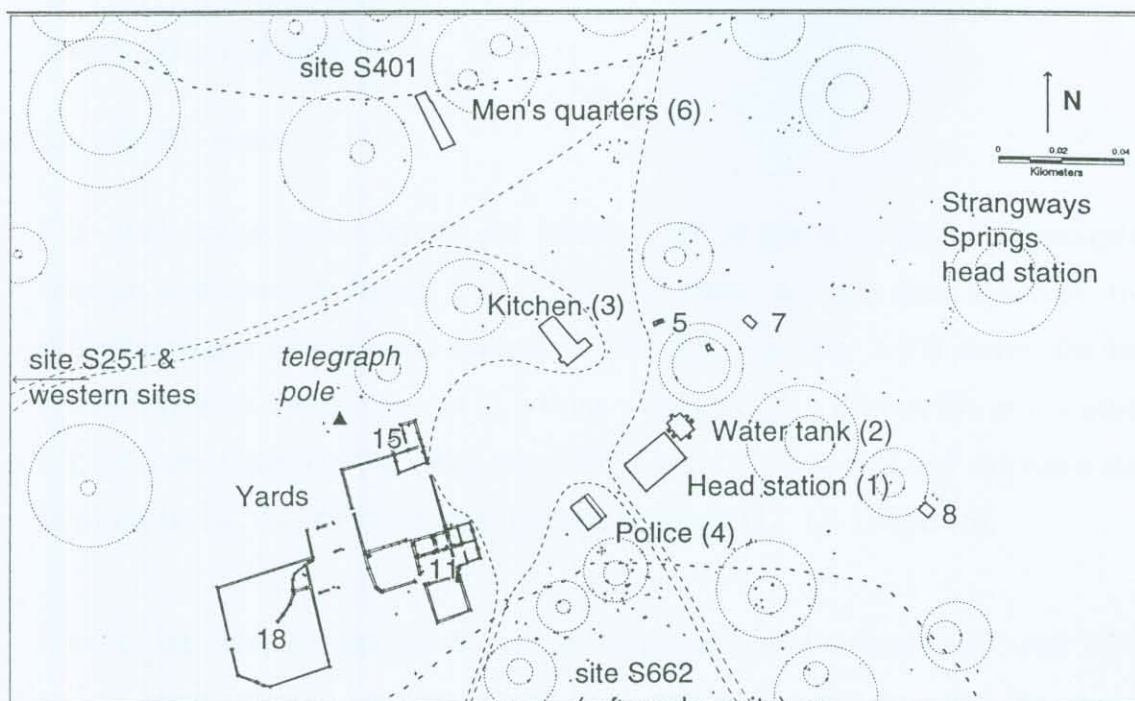 site S401
Men's quarters (6)
N
0 0.02 0.04
Kilometers
Strangways
Springs
head station
Kitchen (3)
5
7
site S251 &
western sites
telegraph
pole
15
Water tank (2)
Head station (1)
Yards
8
Police (4)
11
18
site S662